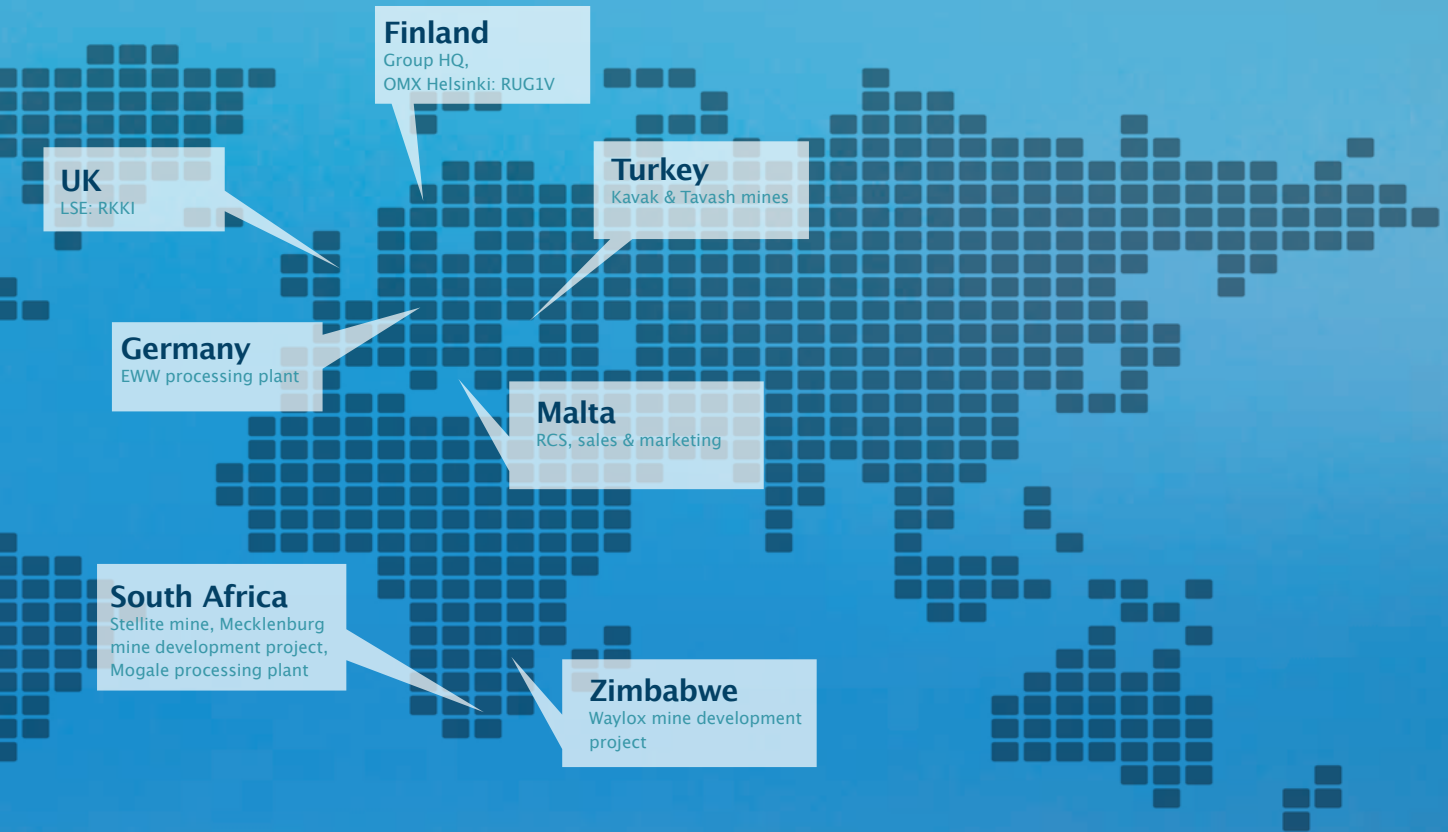 Finland
Group HQ,
OMX Helsinki: RUG1V
UK
LSE: RKKI
Turkey
Kavak & Tavash mines
Germany
EWW processing plant
Malta
RCS, sales & marketing
South Africa
Stellite mine, Mecklenburg
mine development project,
Mogale processing plant
Zimbabwe
Waylox mine development
project